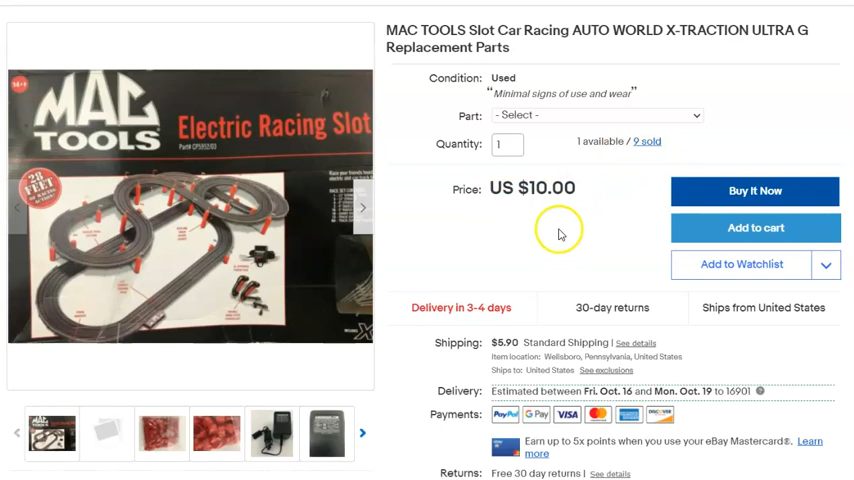 MAC TOOLS Slot Car Racing AUTO WORLD X-TRACTION ULTRA G
Replacement Parts
Condition: Used
“Minimal signs of use and wear”
Part: - Select -
Quantity: 1
1 available / 9 sold
Price: US $10.00
Buy It Now
Add to cart
Add to Watchlist
Delivery in 3-4 days
30-day returns
Ships from United States
Shipping: $5.90 Standard Shipping | See details
Item location: Wellsboro, Pennsylvania, United States
Ships to: United States See exclusions
Delivery: Estimated between Fri. Oct. 16 and Mon. Oct. 19 to 16901
Payments: PayPal G Pay VISA DISCOVER
Earn up to 5x points when you use your eBay Mastercard®. Learn
more
Returns: Free 30 day returns | See details
14+
MAC
TOOLS
Electric Racing Slot
28 FEET